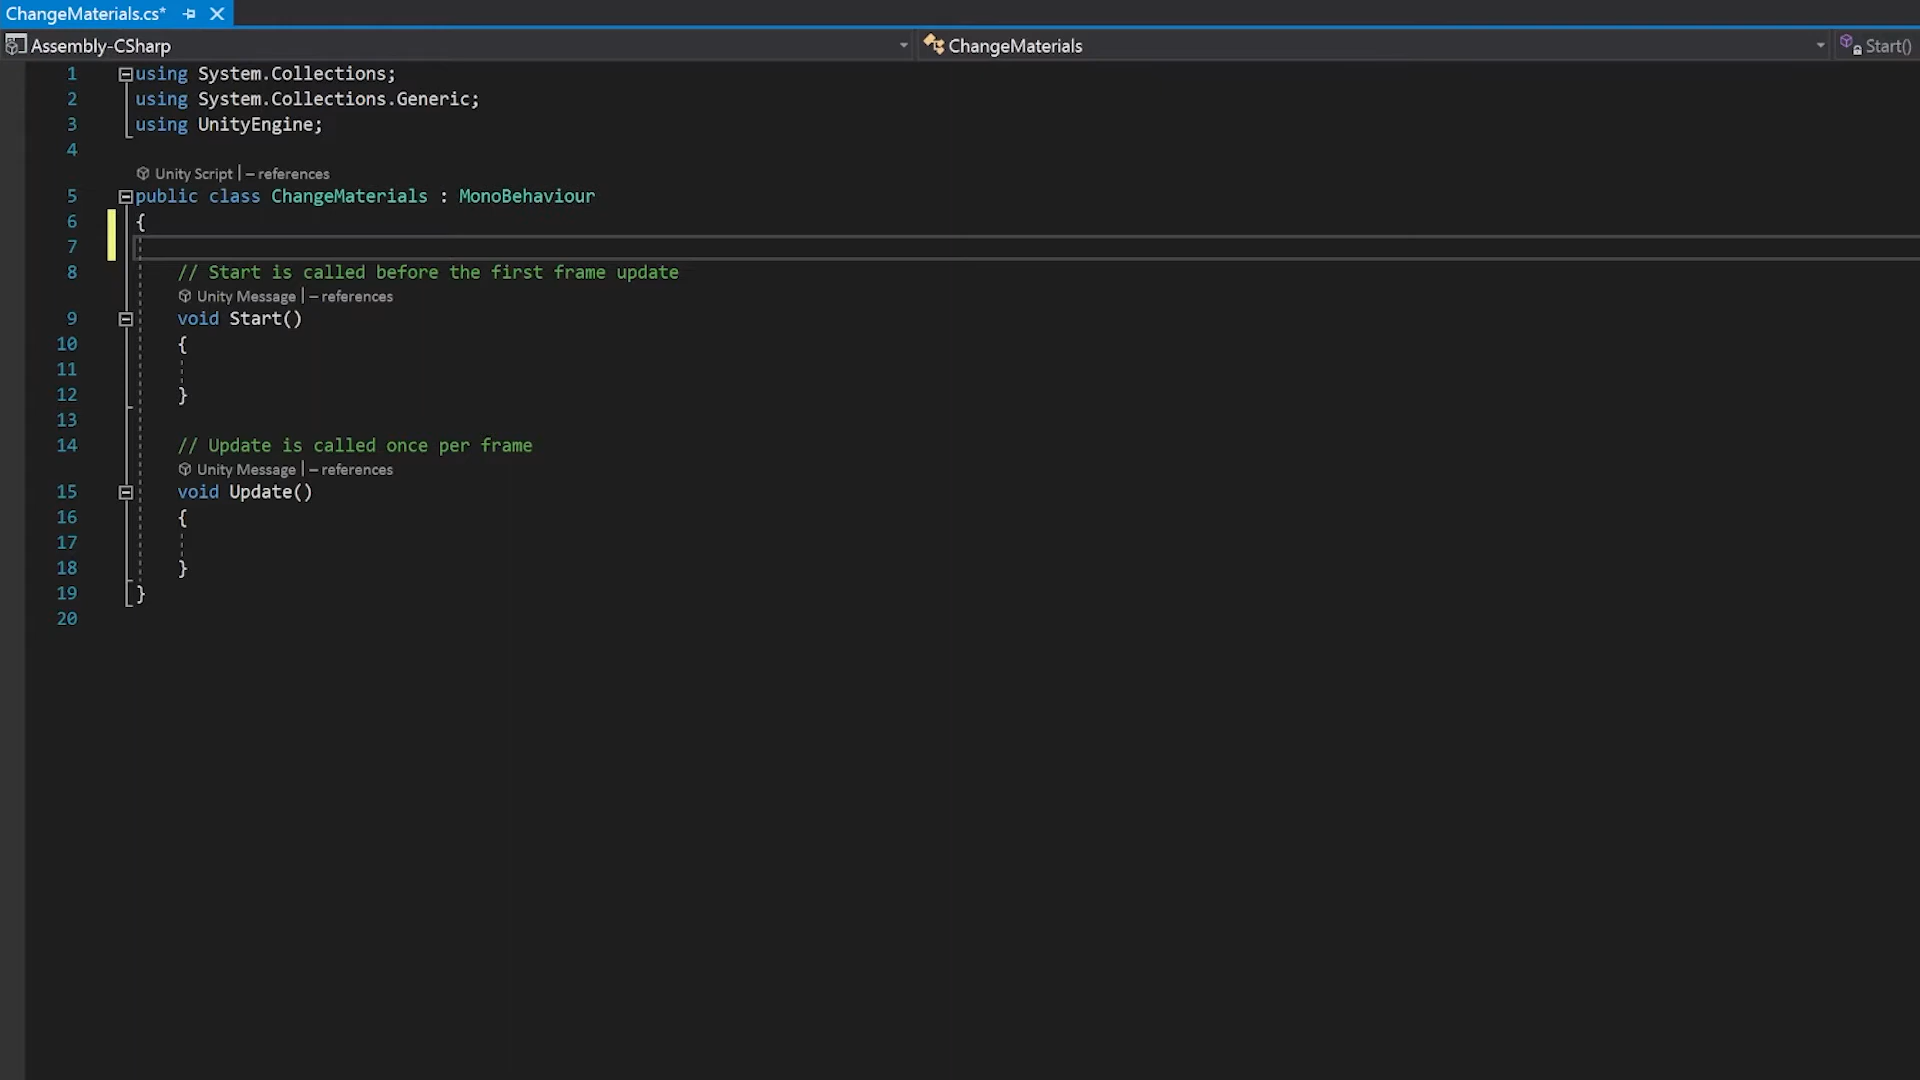 ChangeMaterials.cs*
Assembly-CSharp ChangeMaterials Start()
1 using System.Collections;
2 using System.Collections.Generic;
3 using UnityEngine;
4
Unity Script | – references
5 public class ChangeMaterials : MonoBehaviour
6 {
7
8 // Start is called before the first frame update
Unity Message | – references
9 void Start()
10 {
11
12 }
13
14 // Update is called once per frame
Unity Message | – references
15 void Update()
16 {
17
18 }
19 }
20